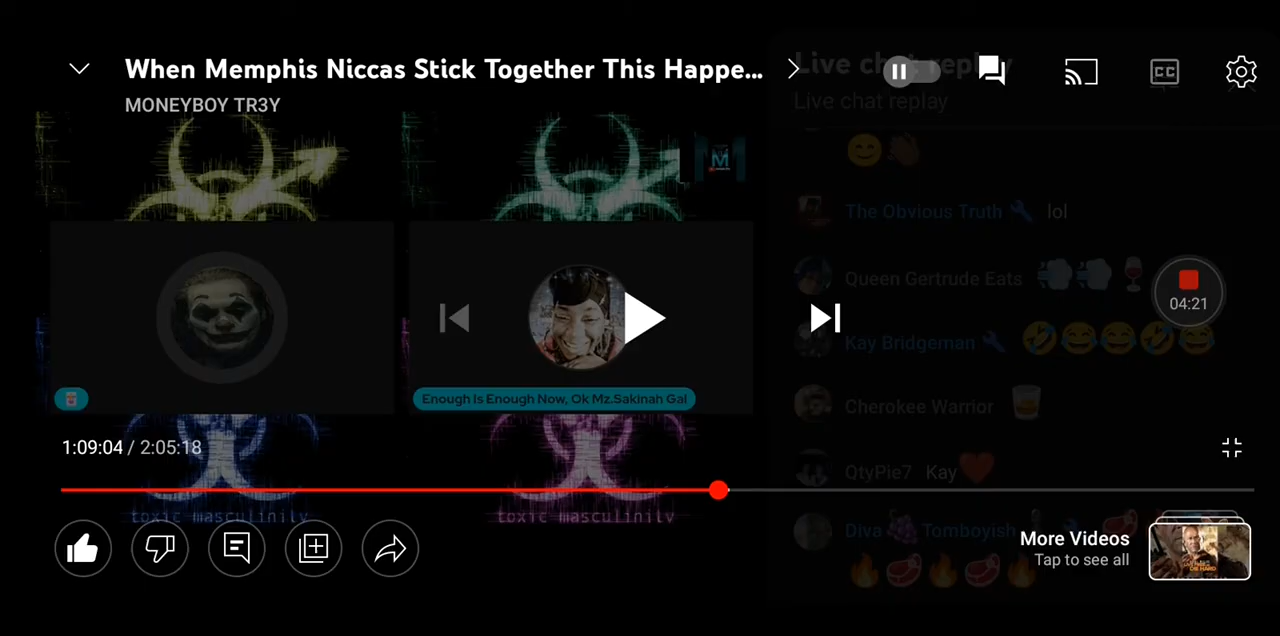 When Memphis Niccas Stick Together This Happe...
MONEYBOY TR3Y
Live chat replay
Live chat replay
CC
M
The Obvious Truth lol
Queen Gertrude Eats
04:21
Kay Bridgeman
Enough is Enough Now, Ok Mz.Sakinah Gal
Cherokee Warrior
1:09:04 / 2:05:18
QtyPie7 Kay
toxic masculinity
toxic masculinity
Diva Tomboyish
More Videos
Tap to see all